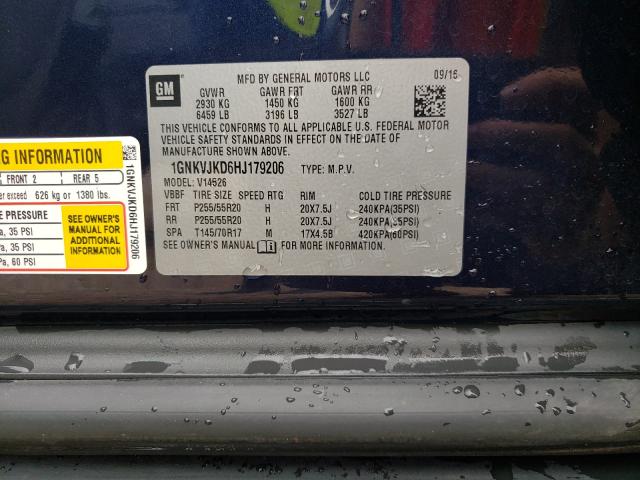 GM
MFD BY GENERAL MOTORS LLC 09/16
GVWR GAWR FRT GAWR RR
2930 KG 1450 KG 1600 KG
6459 LB 3196 LB 3527 LB
THIS VEHICLE CONFORMS TO ALL APPLICABLE U.S. FEDERAL MOTOR
VEHICLE SAFETY STANDARDS IN EFFECT ON THE DATE OF
MANUFACTURE SHOWN ABOVE.
1GNKVJKD6HJ179206 TYPE: M.P.V.
MODEL: V14526
VBBF TIRE SIZE SPEED RTG RIM COLD TIRE PRESSURE
FRT P255/55R20 H 20X7.5J 240KPA(35PSI)
RR P255/55R20 H 20X7.5J 240KPA(35PSI)
SPA T145/70R17 M 17X4.5B 420KPA(60PSI)
SEE OWNER'S MANUAL FOR MORE INFORMATION.
INFORMATION
FRONT 2 REAR 5
exceed 626 kg or 1380 lbs.
PRESSURE
35 PSI
35 PSI
60 PSI
SEE OWNER'S
MANUAL FOR
ADDITIONAL
INFORMATION
1GNKVJKD6HJ179206